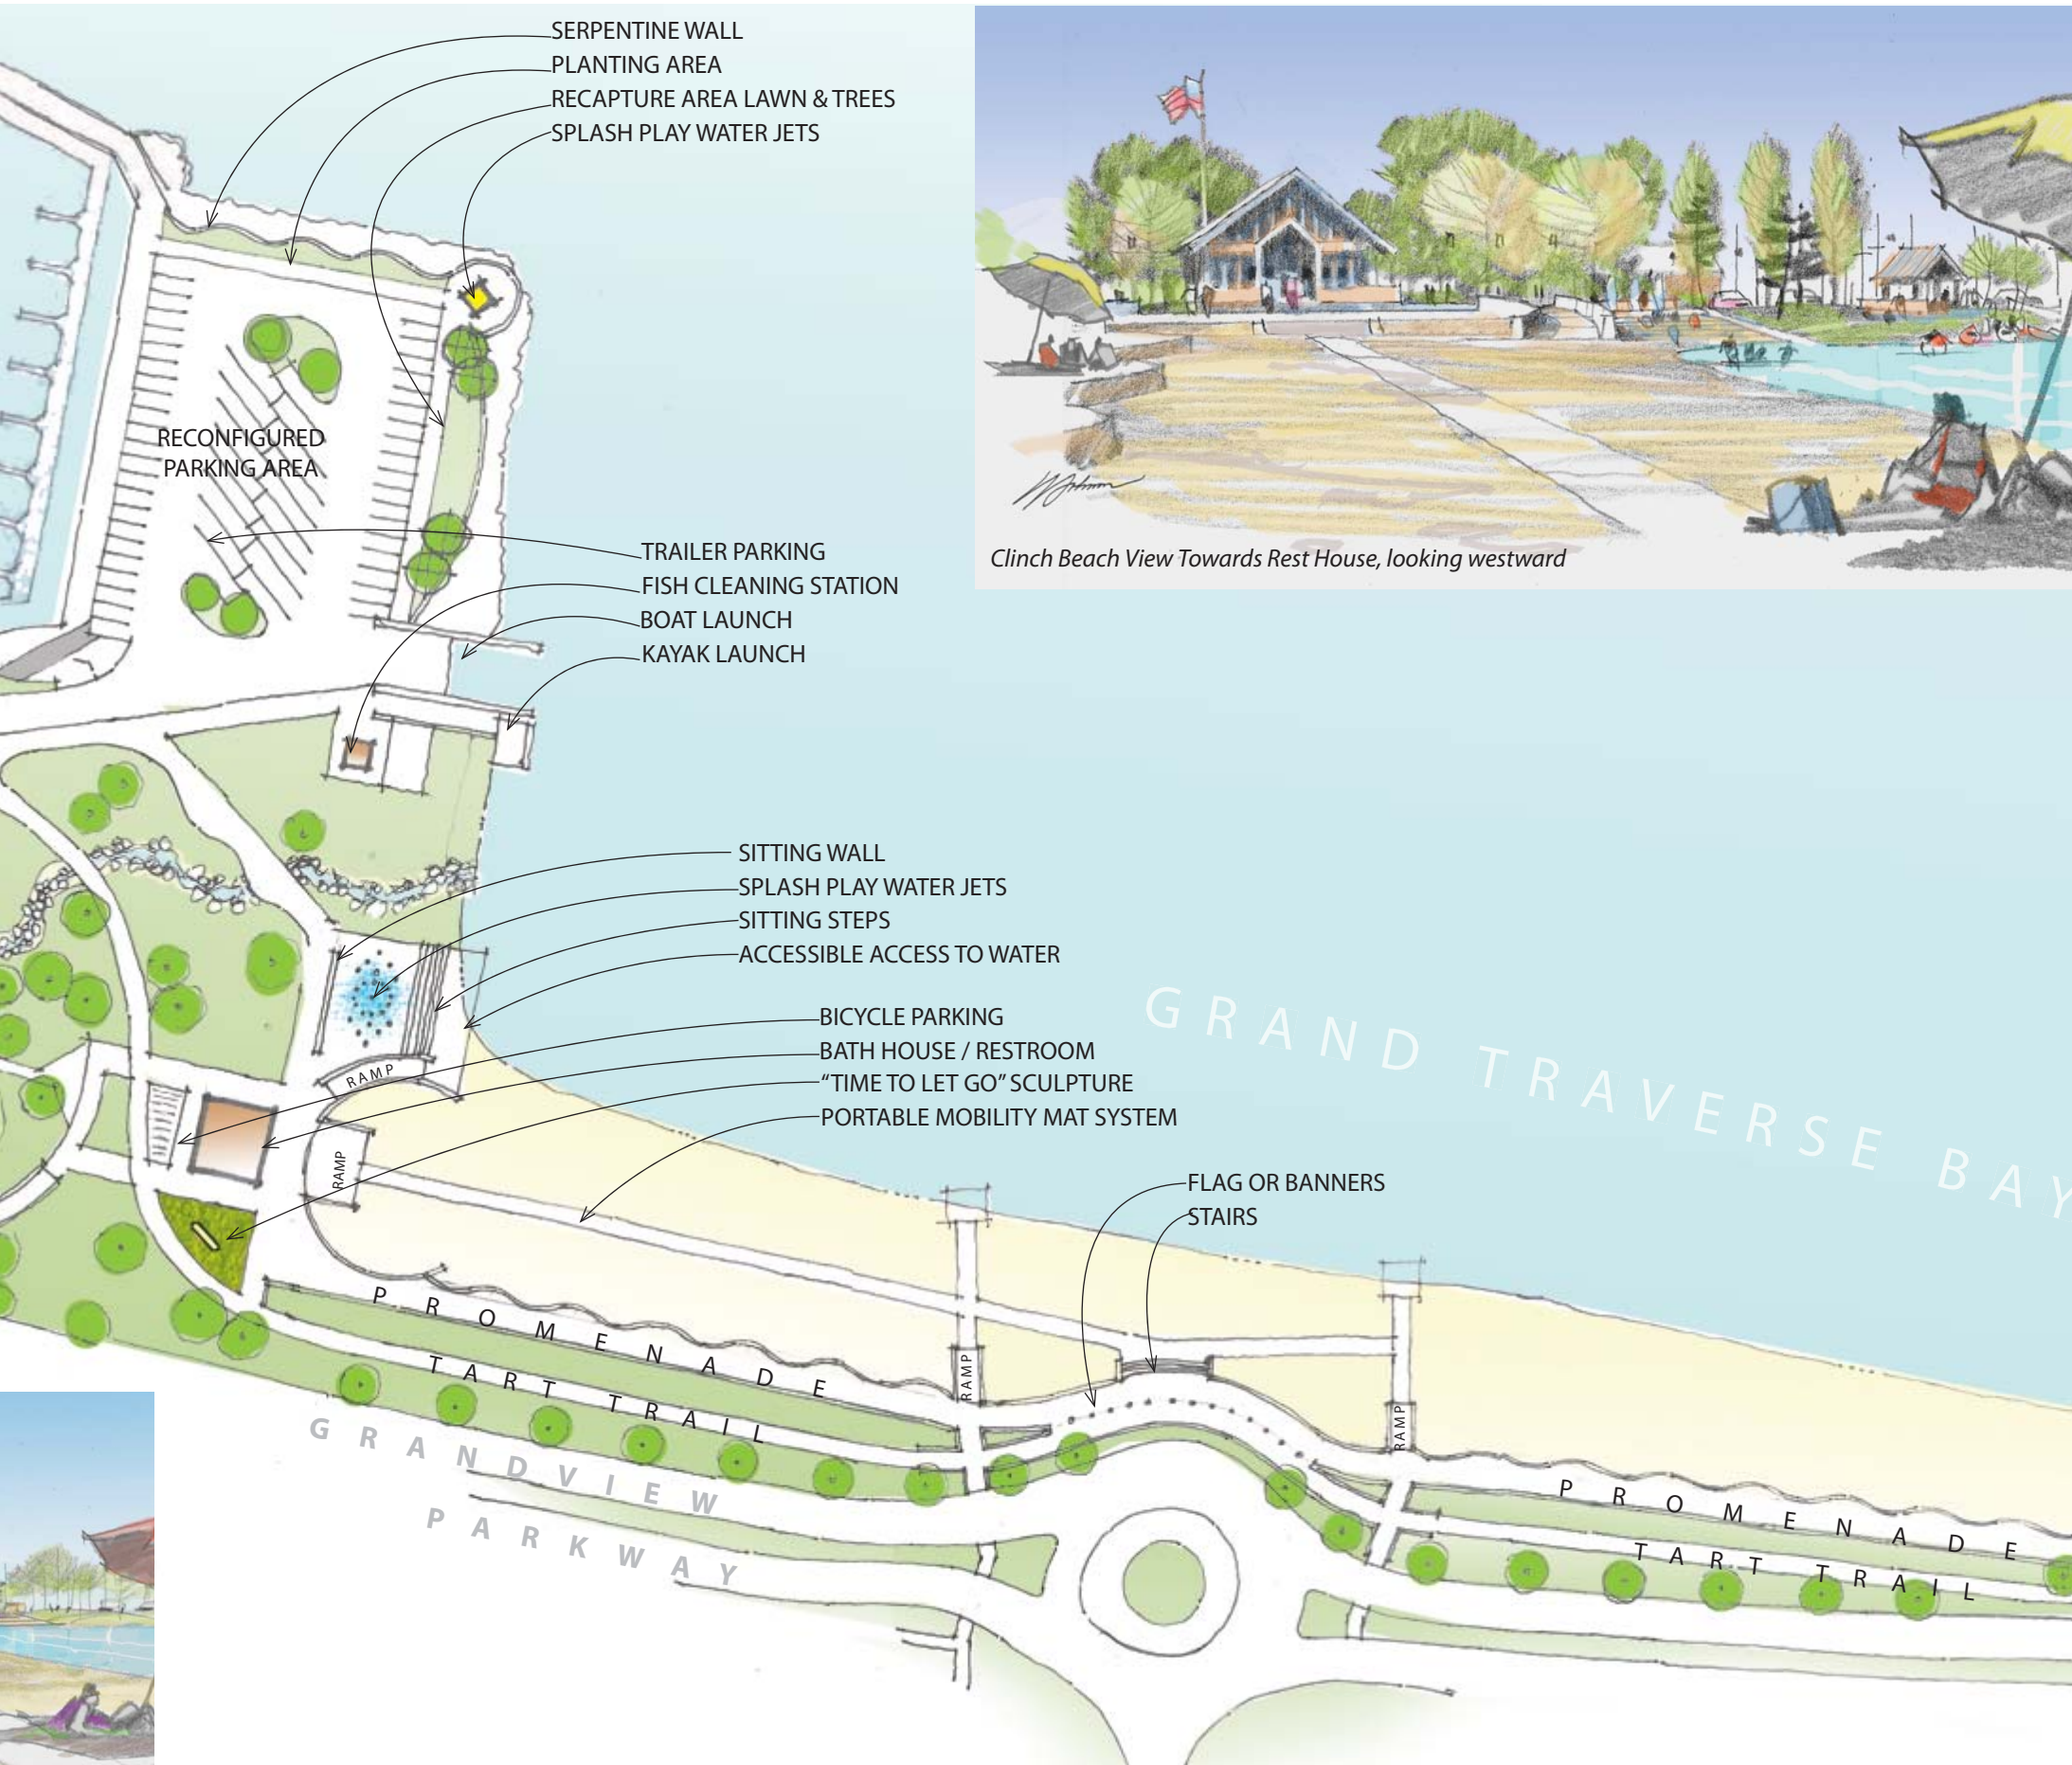 SERPENTINE WALL
PLANTING AREA
RECAPTURE AREA LAWN & TREES
SPLASH PLAY WATER JETS
RECONFIGURED
PARKING AREA
Clinch Beach View Towards Rest House, looking westward
TRAILER PARKING
FISH CLEANING STATION
BOAT LAUNCH
KAYAK LAUNCH
SITTING WALL
SPLASH PLAY WATER JETS
SITTING STEPS
ACCESSIBLE ACCESS TO WATER
BICYCLE PARKING
BATH HOUSE / RESTROOM
“TIME TO LET GO” SCULPTURE
PORTABLE MOBILITY MAT SYSTEM
GRAND TRAVERSE BAY
RAMP
RAMP
FLAG OR BANNERS
STAIRS
PROMENADE
TART TRAIL
RAMP
RAMP
GRANDVIEW
PARKWAY
PROMENADE
TART TRAIL